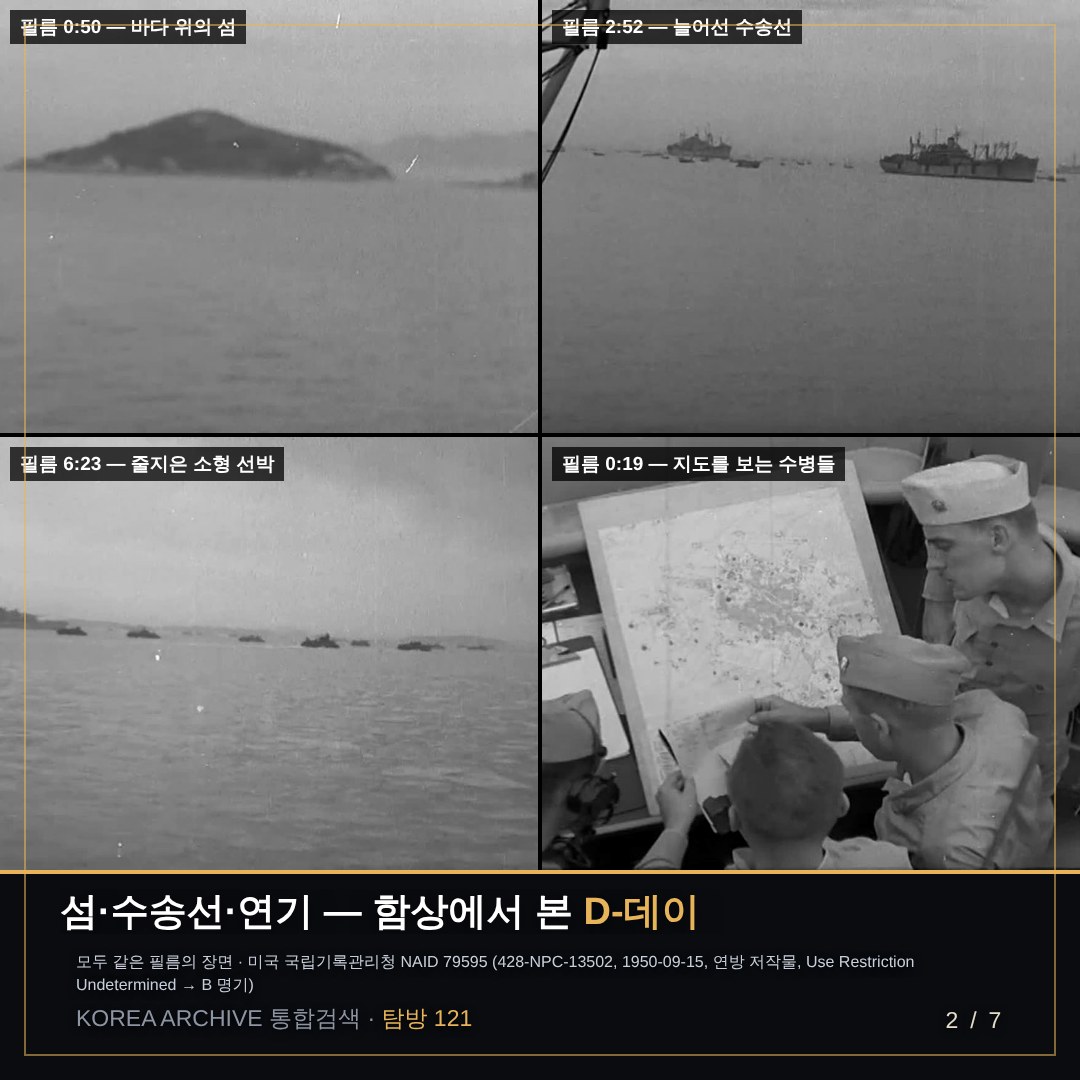 필름 0:50 — 바다 위의 섬
필름 2:52 — 늘어선 수송선
필름 6:23 — 줄지은 소형 선박
필름 0:19 — 지도를 보는 수병들
섬·수송선·연기 — 함상에서 본 D-데이
모두 같은 필름의 장면 · 미국 국립기록관리청 NAID 79595 (428-NPC-13502, 1950-09-15, 연방 저작물, Use Restriction
Undetermined → B 명기)
KOREA ARCHIVE 통합검색 · 탐방 121
2 / 7